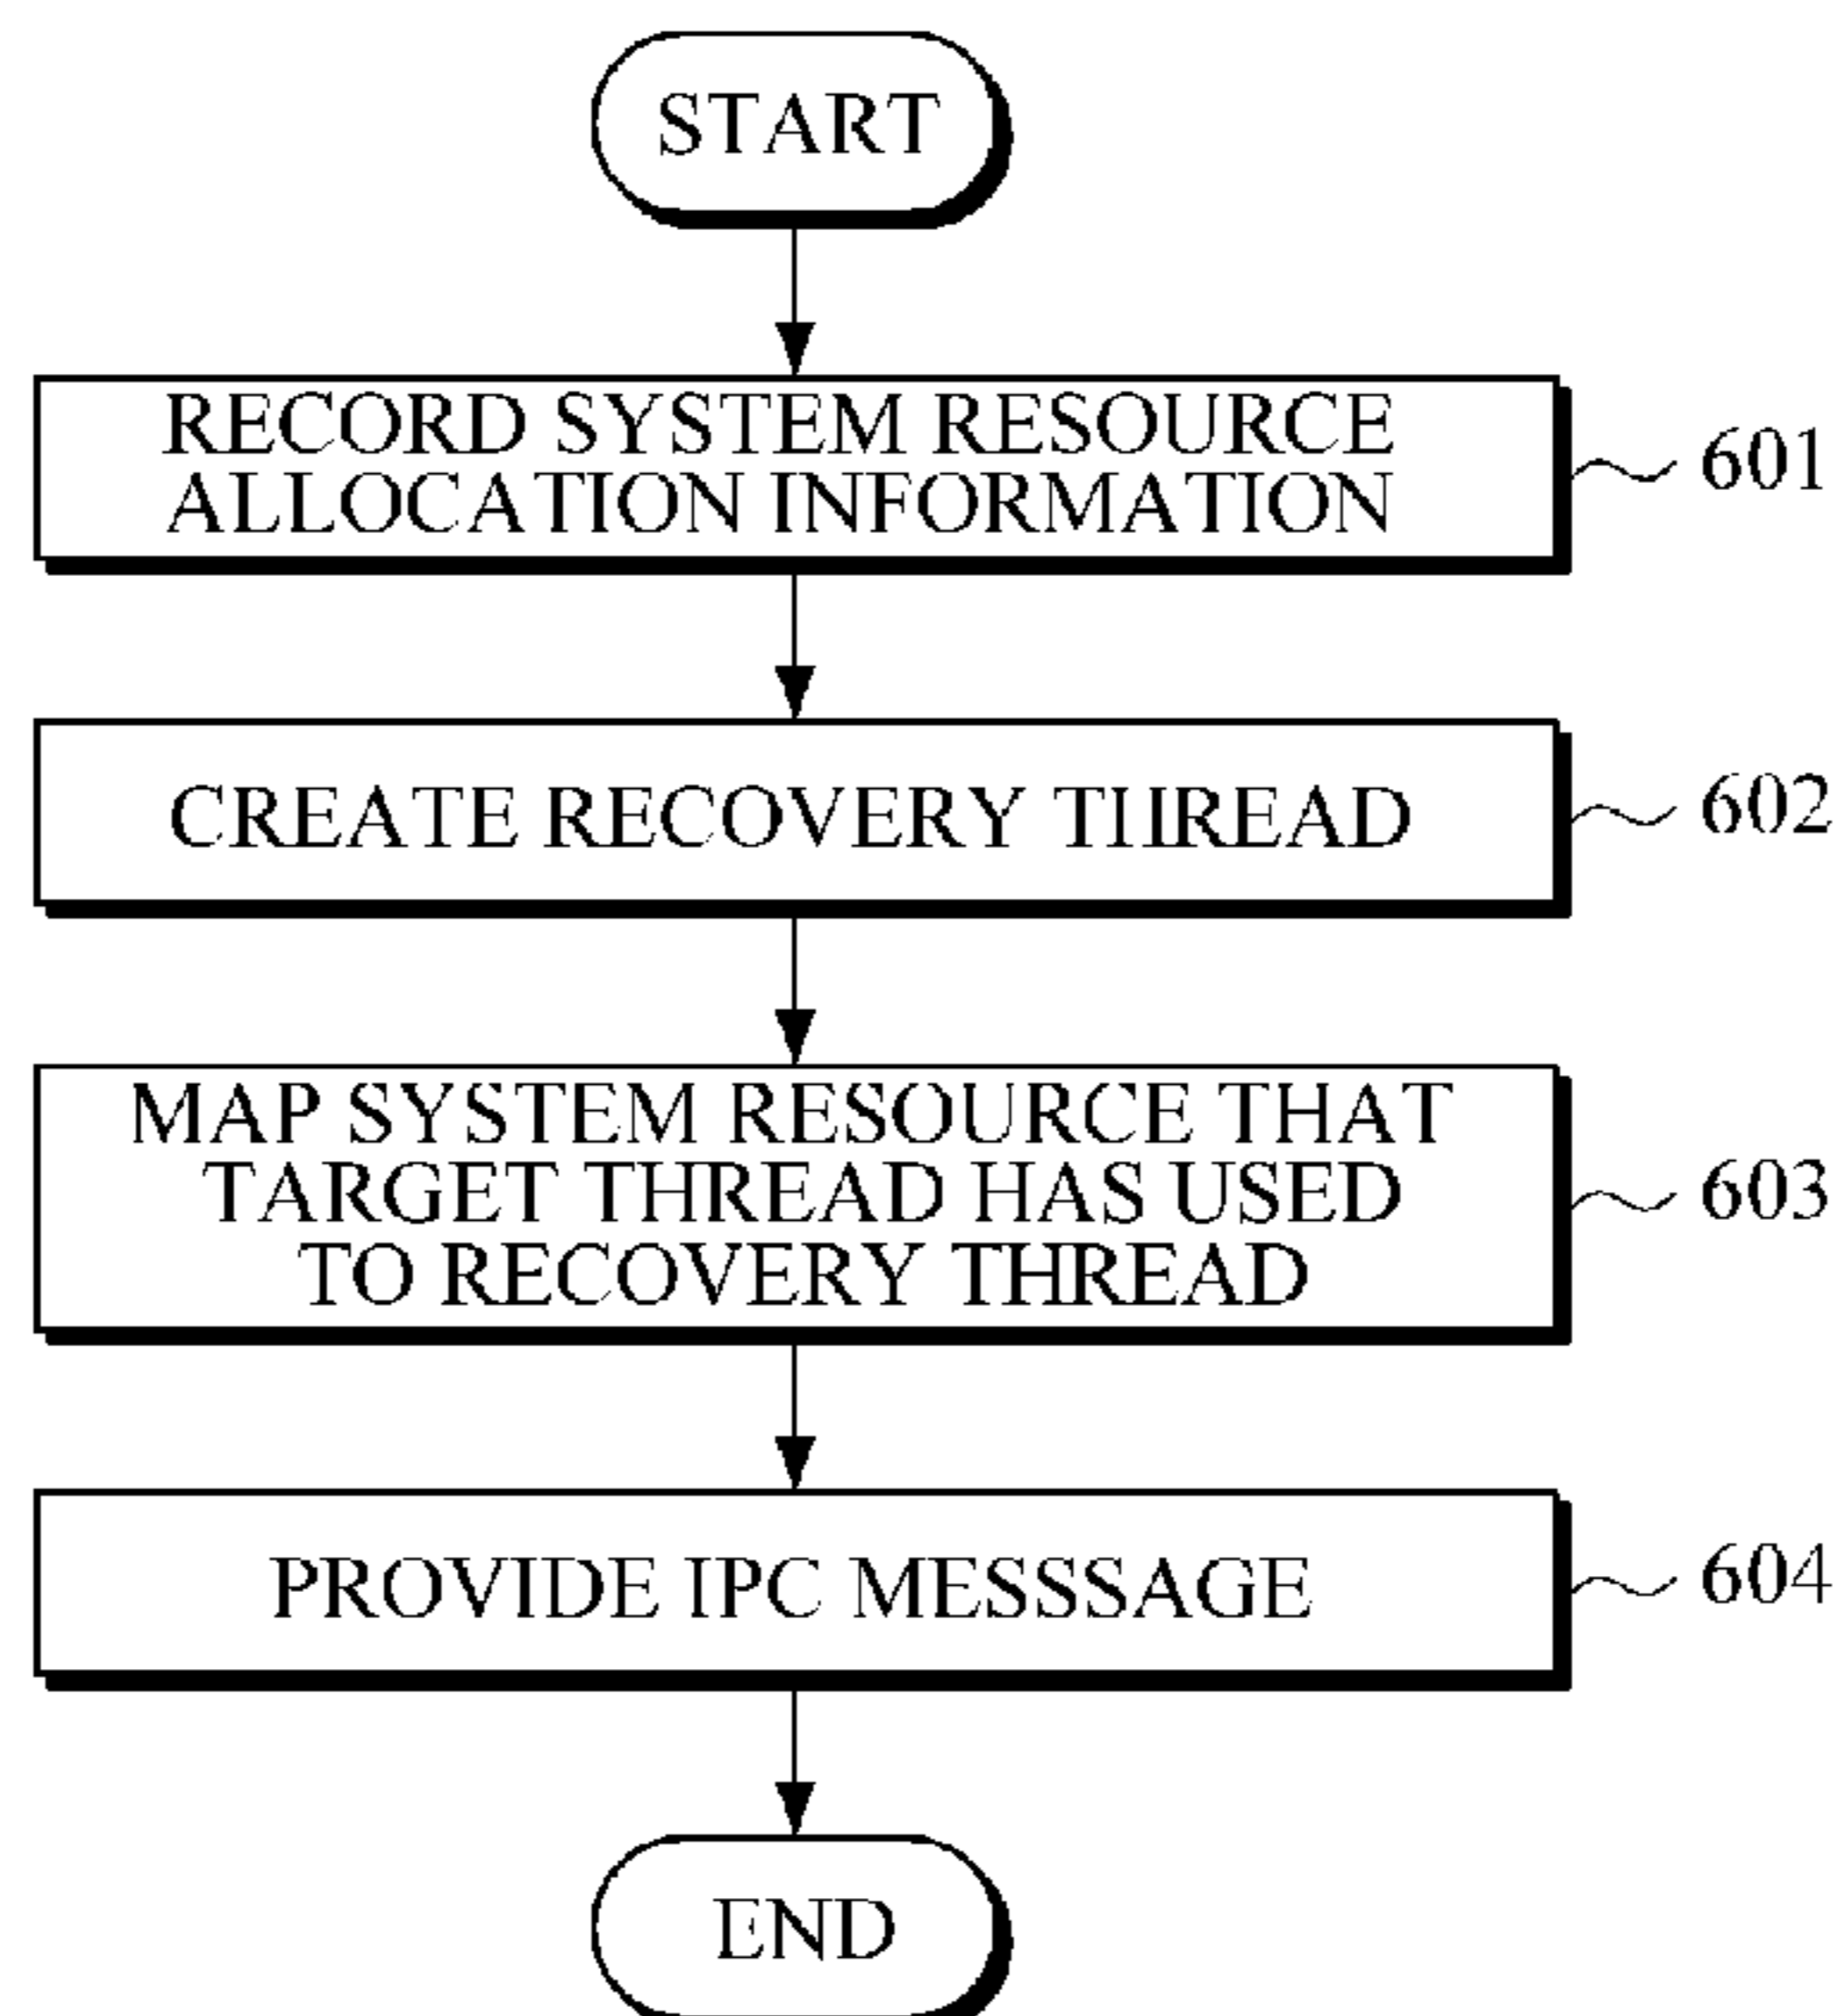 START
RECORD SYSTEM RESOURCE
ALLOCATION INFORMATION
601
CREATE RECOVERY THREAD
602
MAP SYSTEM RESOURCE THAT
TARGET THREAD HAS USED
TO RECOVERY THREAD
603
PROVIDE IPC MESSSAGE
604
END